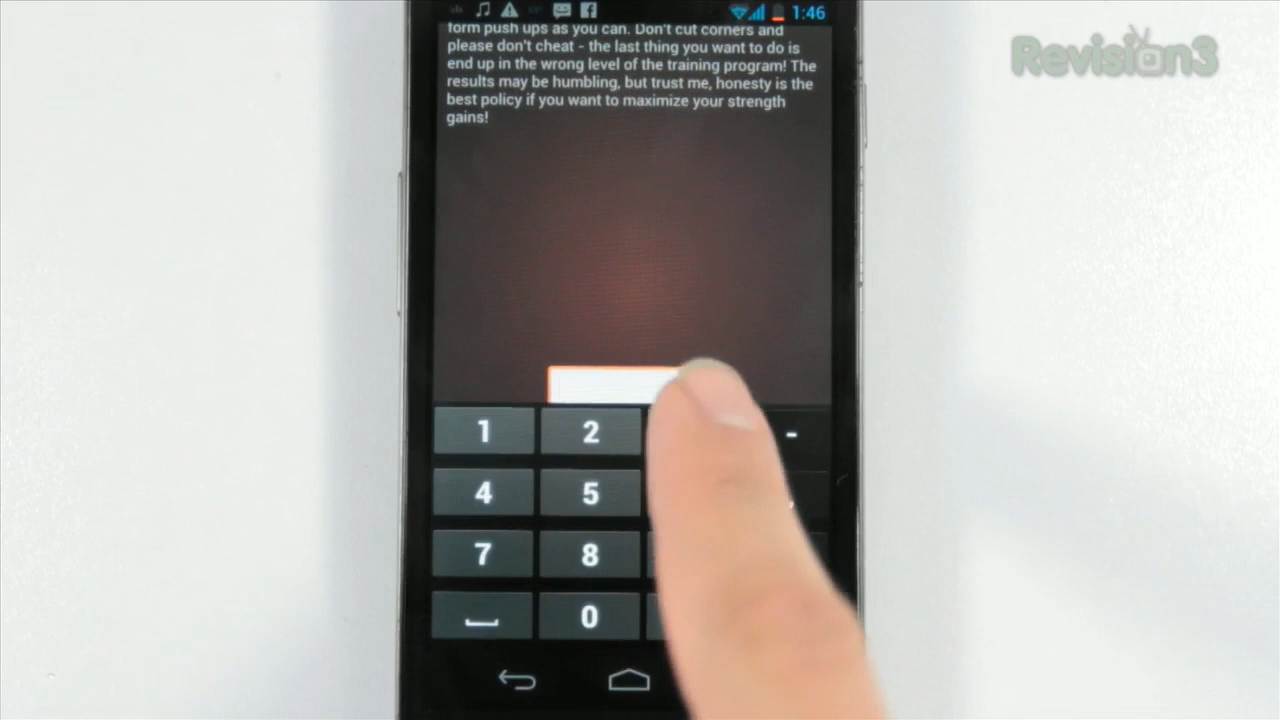 1:46
Revision3
form push ups as you can. Don't cut corners and
please don't cheat - the last thing you want to do is
end up in the wrong level of the training program! The
results may be humbling, but trust me, honesty is the
best policy if you want to maximize your strength
gains!
1 2 -
4 5
7 8
0